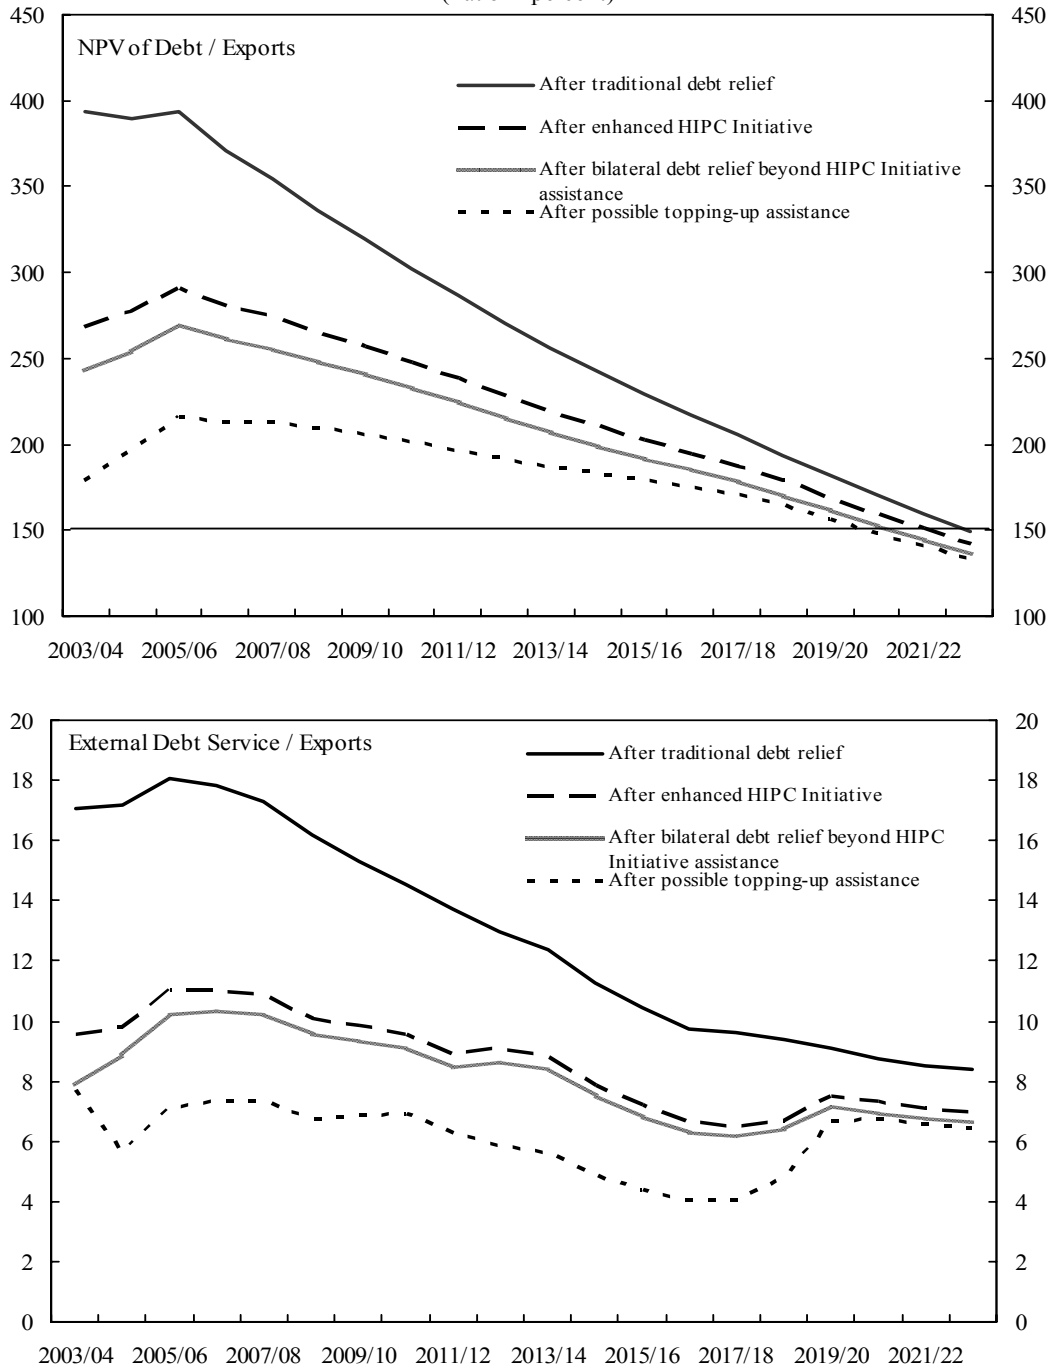 450
450
NPV of Debt / Exports
After traditional debt relief
400
400
After enhanced HIPC Initiative
After bilateral debt relief beyond HIPC Initiative
assistance
350
350
After possible topping-up assistance
300
300
250
250
200
200
150
150
100
100
2003/04 2005/06 2007/08 2009/10 2011/12 2013/14 2015/16 2017/18 2019/20 2021/22
20
20
External Debt Service / Exports
After traditional debt relief
18
18
After enhanced HIPC Initiative
16
16
After bilateral debt relief beyond HIPC
Initiative assistance
After possible topping-up assistance
14
14
12
12
10
10
8
8
6
6
4
4
2
2
0
0
2003/04 2005/06 2007/08 2009/10 2011/12 2013/14 2015/16 2017/18 2019/20 2021/22